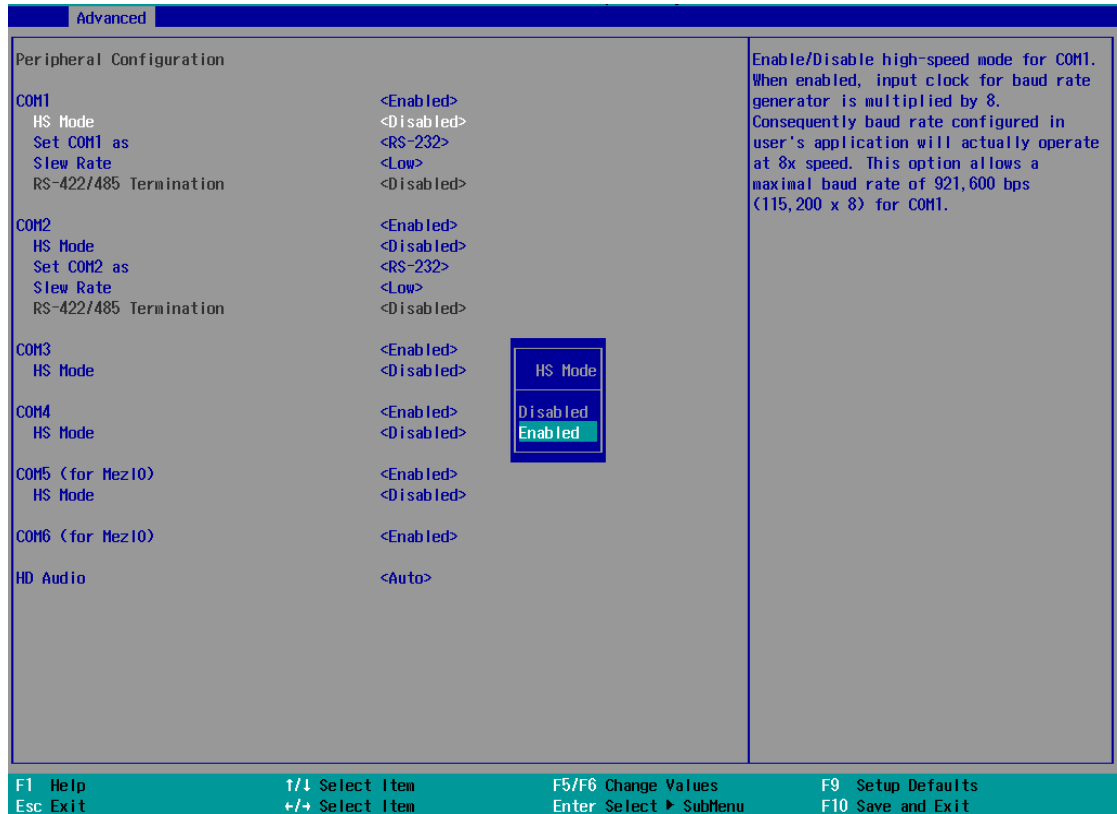 Advanced
Peripheral Configuration
COM1 <Enabled>
HS Mode <Disabled>
Set COM1 as <RS-232>
Slew Rate <Low>
RS-422/485 Termination <Disabled>
COM2 <Enabled>
HS Mode <Disabled>
Set COM2 as <RS-232>
Slew Rate <Low>
RS-422/485 Termination <Disabled>
COM3 <Enabled>
HS Mode <Disabled>
COM4 <Enabled>
HS Mode <Disabled>
COM5 (for MezIO) <Enabled>
HS Mode <Disabled>
COM6 (for MezIO) <Enabled>
HD Audio <Auto>
HS Mode
Disabled
Enabled
Enable/Disable high-speed mode for COM1.
When enabled, input clock for baud rate
generator is multiplied by 8.
Consequently baud rate configured in
user's application will actually operate
at 8x speed. This option allows a
maximal baud rate of 921,600 bps
(115,200 x 8) for COM1.
F1 Help ↑/↓ Select Item F5/F6 Change Values F9 Setup Defaults
Esc Exit ←/→ Select Item Enter Select ▶ SubMenu F10 Save and Exit